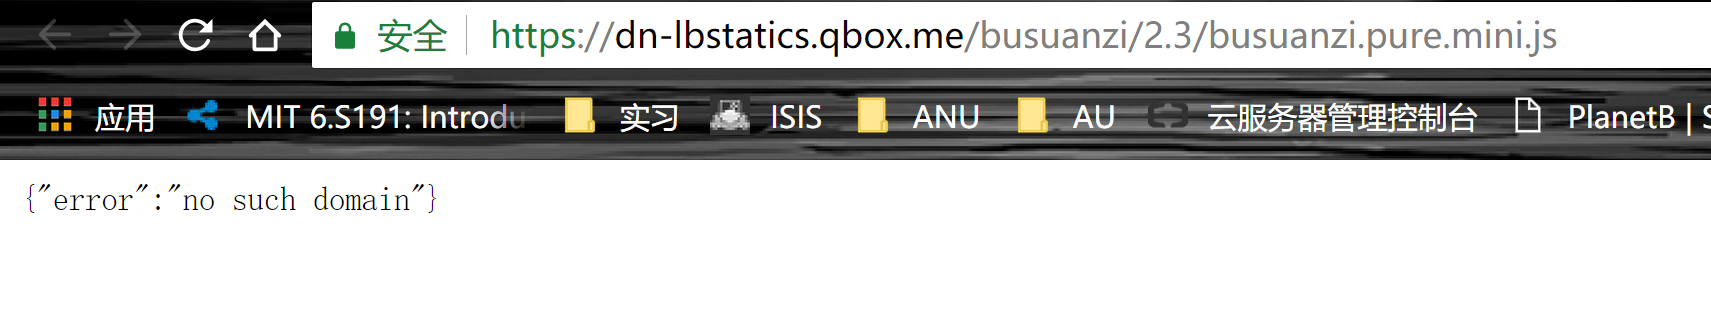 安全 https://dn-lbstatics.qbox.me/busuanzi/2.3/busuanzi.pure.mini.js
应用 MIT 6.S191: Introdu 实习 ISIS ANU AU 云服务器管理控制台 PlanetB | S
{"error":"no such domain"}